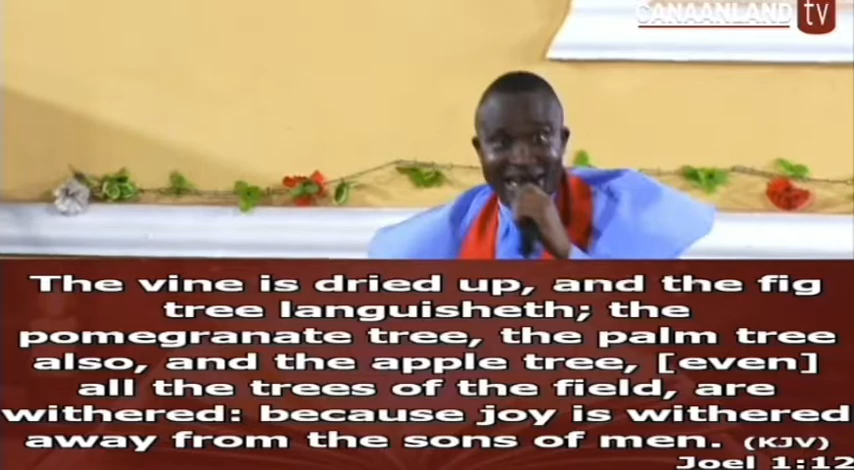 CANAANLAND tv
The vine is dried up, and the fig
tree languisheth; the
pomegranate tree, the palm tree
also, and the apple tree, [even]
all the trees of the field, are
withered: because joy is withered
away from the sons of men. (KJV)
Joel 1:12